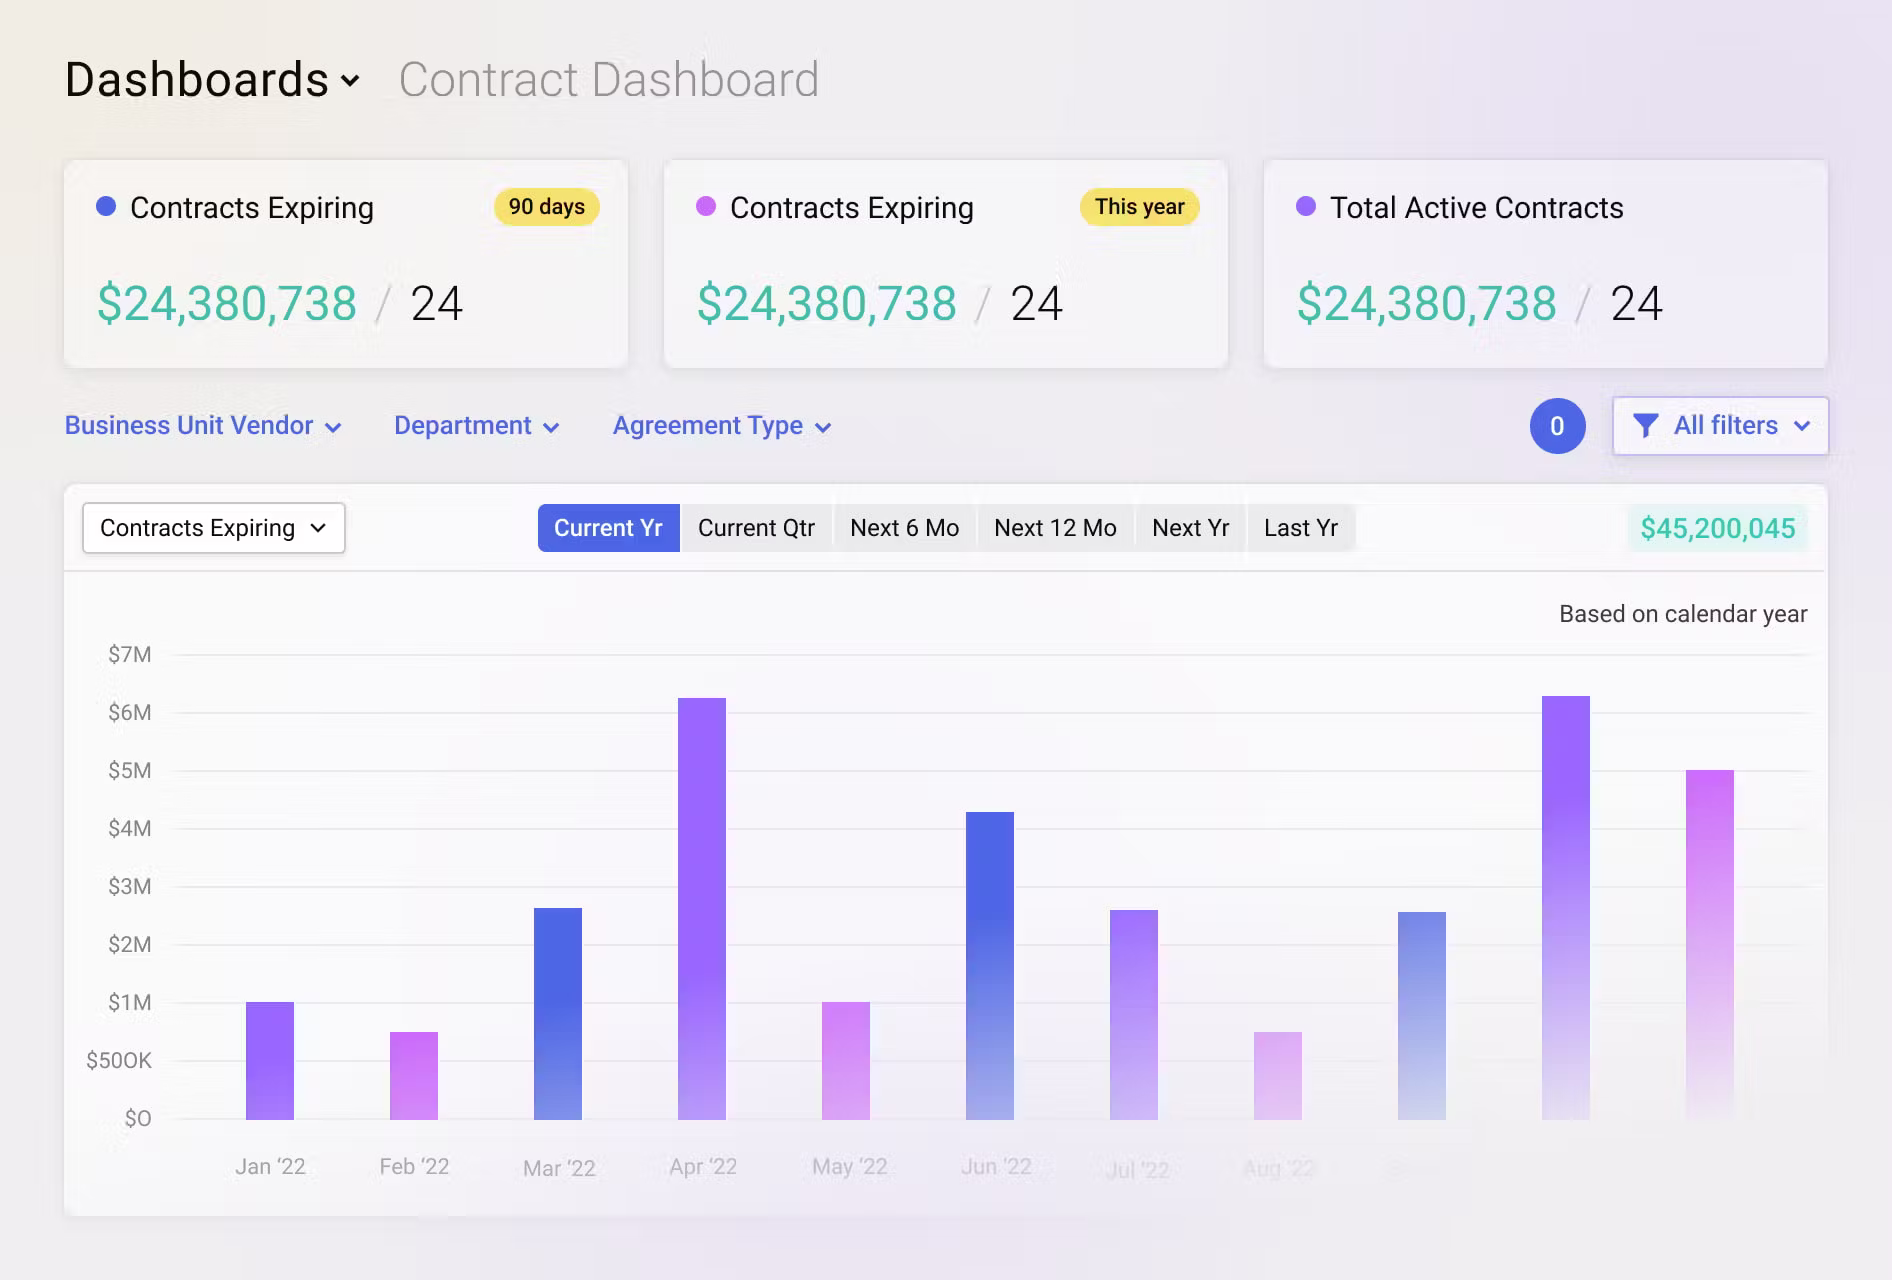 Dashboards Contract Dashboard
Contracts Expiring 90 days
$24,380,738 / 24
Contracts Expiring This year
$24,380,738 / 24
Total Active Contracts
$24,380,738 / 24
Business Unit Vendor Department Agreement Type 0 All filters
Contracts Expiring Current Yr Current Qtr Next 6 Mo Next 12 Mo Next Yr Last Yr $45,200,045
Based on calendar year
$7M
$6M
$5M
$4M
$3M
$2M
$1M
$500K
$0
Jan ‘22 Feb ‘22 Mar ‘22 Apr ‘22 May ‘22 Jun ‘22 Jul ‘22 Aug ‘22